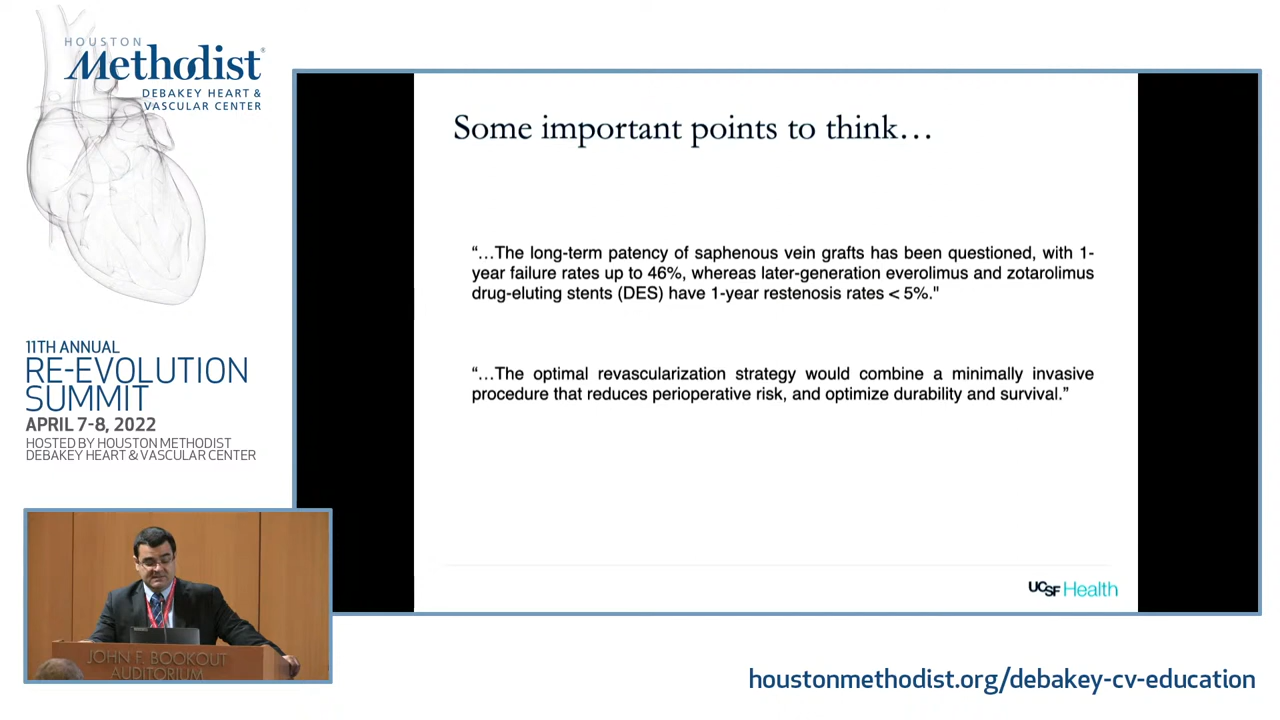 HOUSTON
Methodist®
DEBAKEY HEART &
VASCULAR CENTER
11TH ANNUAL
RE-EVOLUTION
SUMMIT
APRIL 7-8, 2022
HOSTED BY HOUSTON METHODIST
DEBAKEY HEART & VASCULAR CENTER
Some important points to think…
“…The long-term patency of saphenous vein grafts has been questioned, with 1-
year failure rates up to 46%, whereas later-generation everolimus and zotarolimus
drug-eluting stents (DES) have 1-year restenosis rates < 5%."
“…The optimal revascularization strategy would combine a minimally invasive
procedure that reduces perioperative risk, and optimize durability and survival.”
UCSF Health
JOHN F. BOOKOUT
AUDITORIUM
houstonmethodist.org/debakey-cv-education